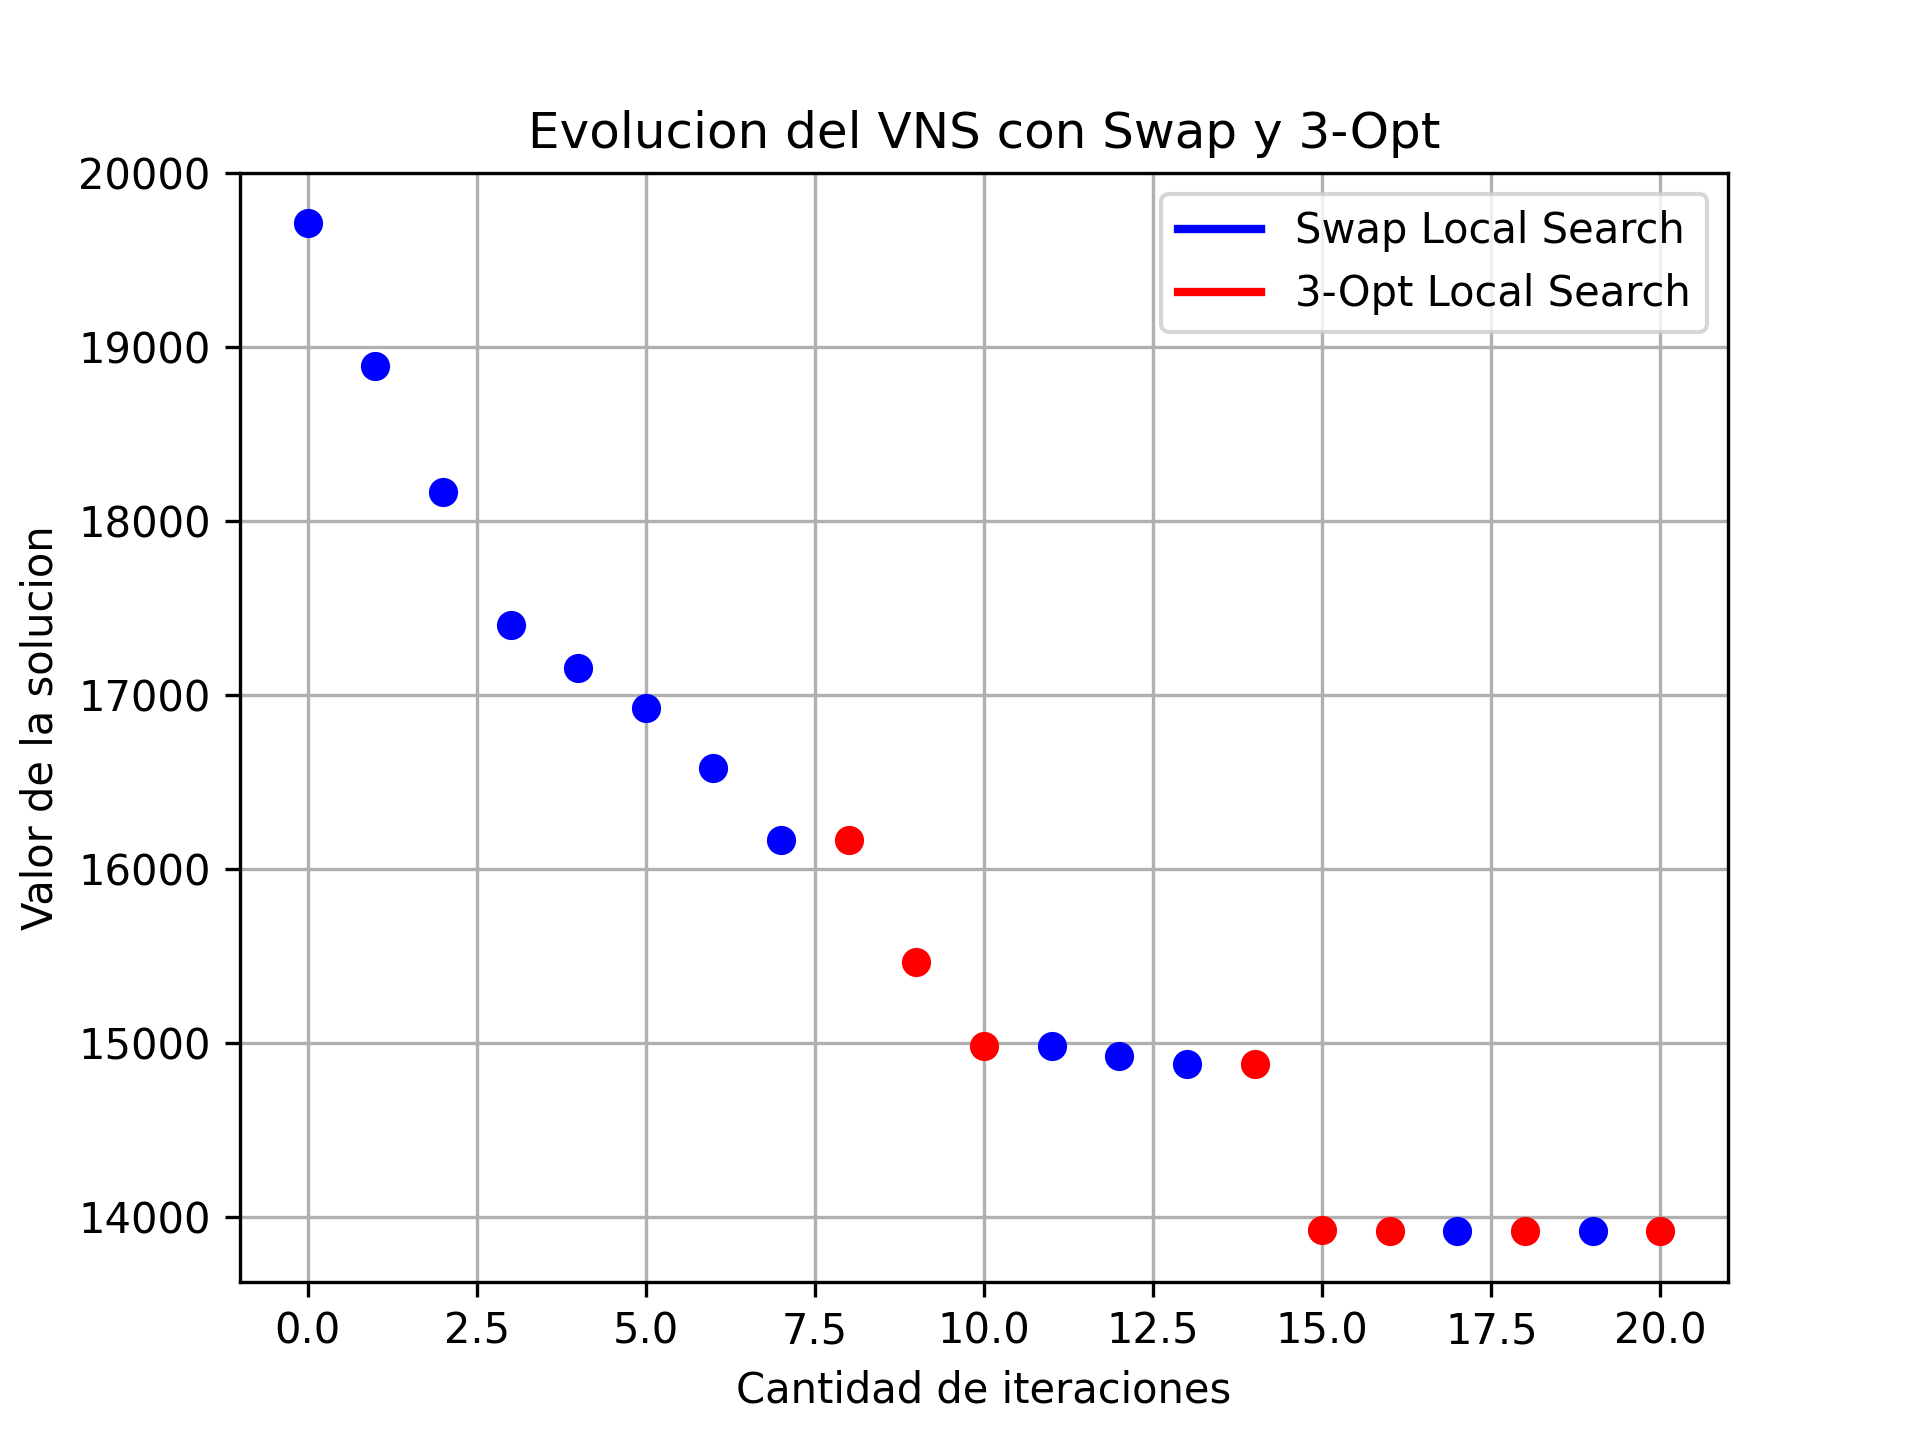 Evolucion del VNS con Swap y 3-Opt
20000
19000
18000
17000
16000
15000
14000
Valor de la solucion
Swap Local Search
3-Opt Local Search
0.0 2.5 5.0 7.5 10.0 12.5 15.0 17.5 20.0
Cantidad de iteraciones